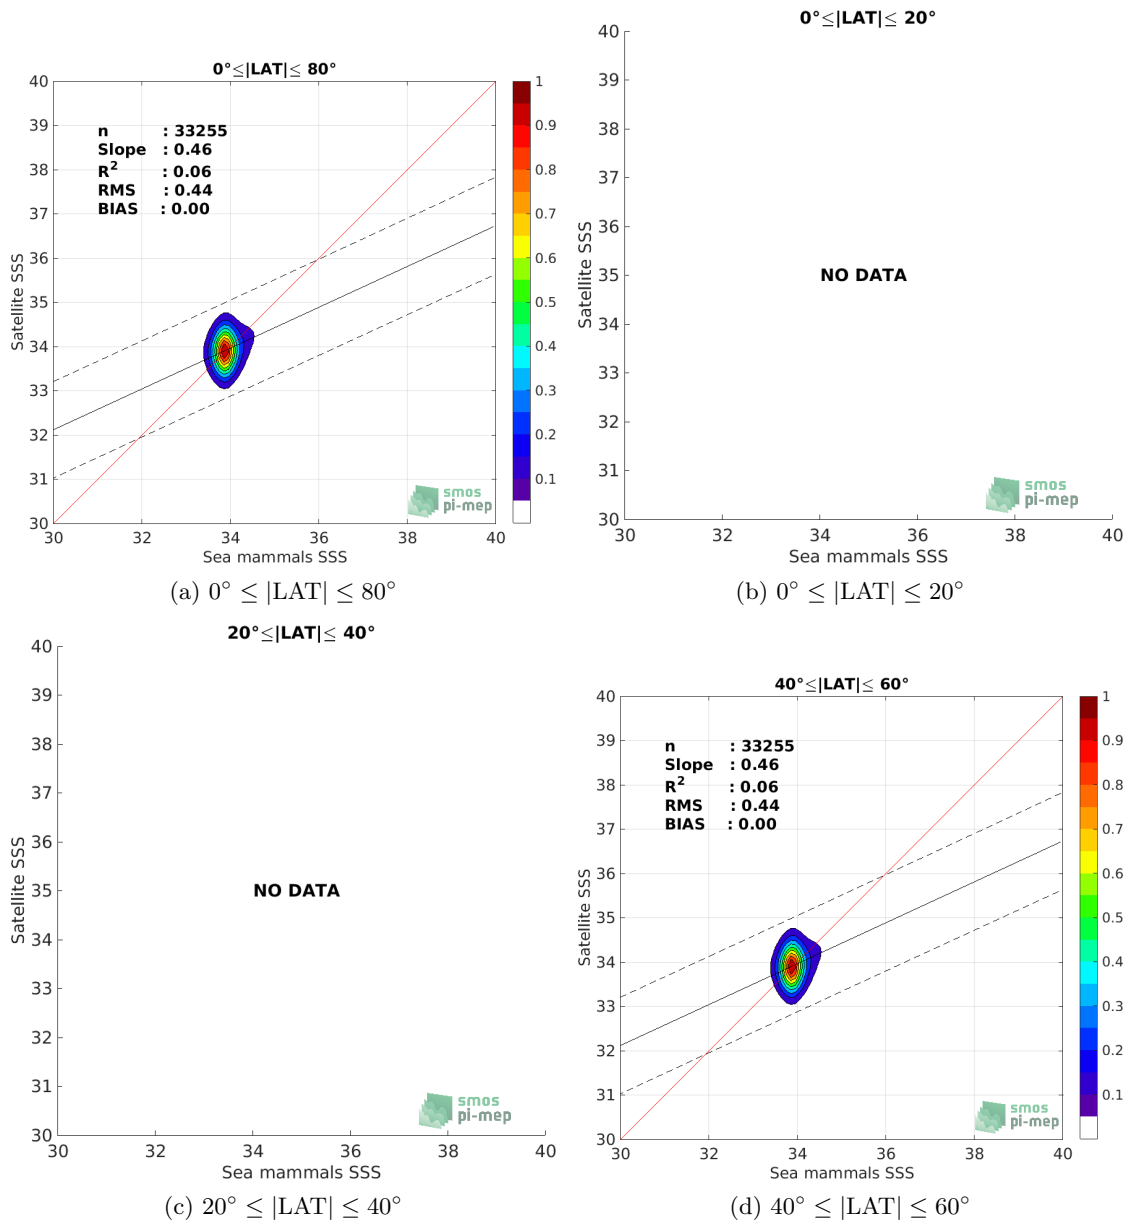 0°≤|LAT|≤ 80°
40
39
38
37
36
35
34
33
32
31
30
Satellite SSS
n : 33255
Slope : 0.46
R² : 0.06
RMS : 0.44
BIAS : 0.00
smos
pi-mep
30 32 34 36 38 40
Sea mammals SSS
1
0.9
0.8
0.7
0.6
0.5
0.4
0.3
0.2
0.1
(a) 0° ≤ |LAT| ≤ 80°
0°≤|LAT|≤ 20°
40
39
38
37
36
35
34
33
32
31
30
Satellite SSS
NO DATA
smos
pi-mep
30 32 34 36 38 40
Sea mammals SSS
(b) 0° ≤ |LAT| ≤ 20°
20°≤|LAT|≤ 40°
40
39
38
37
36
35
34
33
32
31
30
Satellite SSS
NO DATA
smos
pi-mep
30 32 34 36 38 40
Sea mammals SSS
(c) 20° ≤ |LAT| ≤ 40°
40°≤|LAT|≤ 60°
40
39
38
37
36
35
34
33
32
31
30
Satellite SSS
n : 33255
Slope : 0.46
R² : 0.06
RMS : 0.44
BIAS : 0.00
smos
pi-mep
30 32 34 36 38 40
Sea mammals SSS
1
0.9
0.8
0.7
0.6
0.5
0.4
0.3
0.2
0.1
(d) 40° ≤ |LAT| ≤ 60°